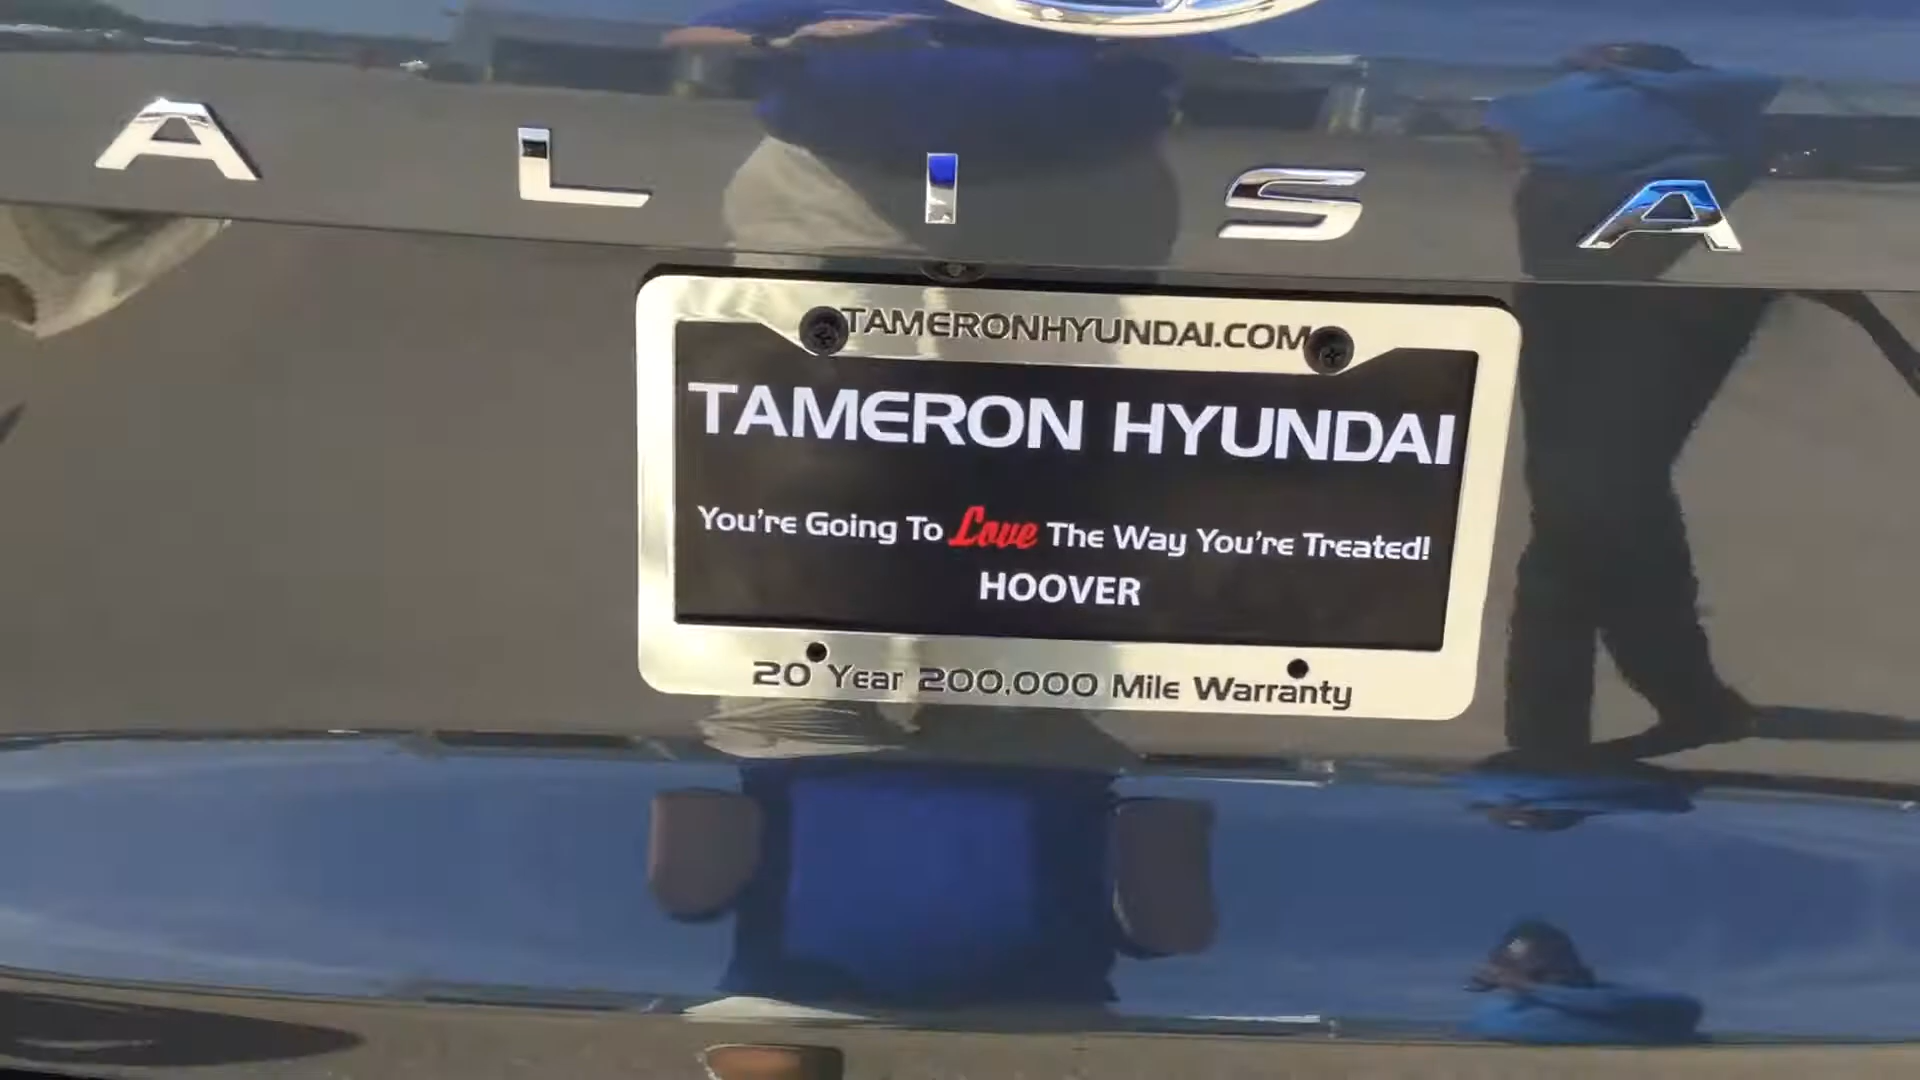 ALISA
TAMERONHYUNDAI.COM
TAMERON HYUNDAI
You're Going To Love The Way You're Treated!
HOOVER
20 Year 200,000 Mile Warranty